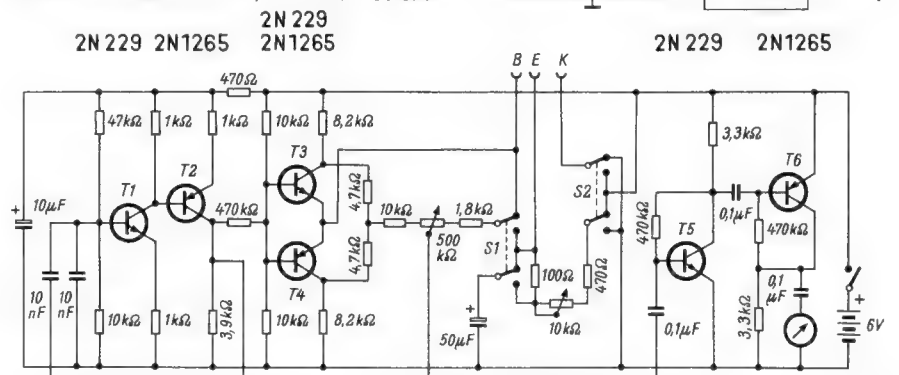 2N 229
2N 229 2N1265 2N1265 2N 229 2N1265
B E K
470Ω
47kΩ 1kΩ 1kΩ 10kΩ 8,2kΩ 3,3kΩ
T1 T2 T3 T6
4,7kΩ
10µF 470kΩ 10kΩ 1,8kΩ S2 0,1µF
500 kΩ S1 470kΩ T5 470kΩ
4,7kΩ
T4 100Ω 470Ω
10 nF 10 nF 0,1 µF
10kΩ 1kΩ 3,9kΩ 10kΩ 8,2kΩ 50µF 10kΩ 0,1µF 3,3kΩ 6V